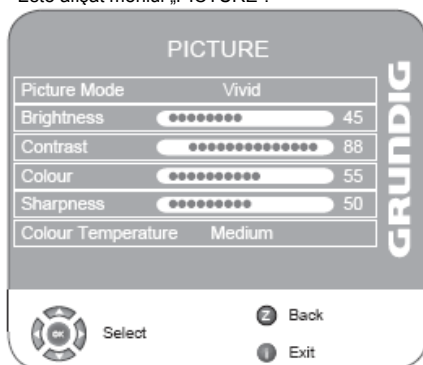 PICTURE
Picture Mode Vivid
Brightness 45
Contrast 88
Colour 55
Sharpness 50
Colour Temperature Medium
GRUNDIG
OK Select
Z Back
i Exit